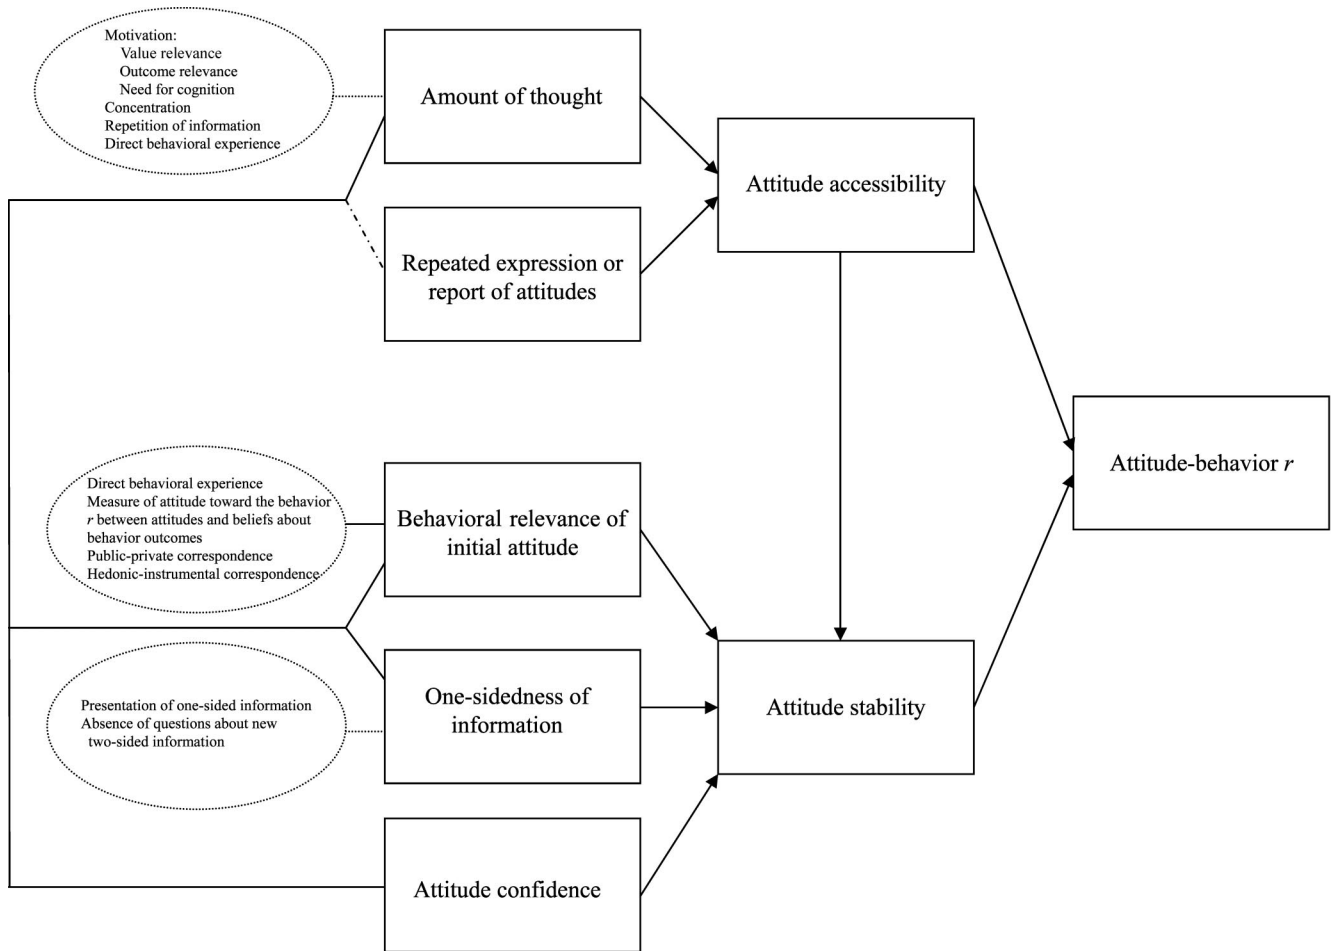 Motivation:
Value relevance
Outcome relevance
Need for cognition
Concentration
Repetition of information
Direct behavioral experience
Amount of thought
Attitude accessibility
Repeated expression or
report of attitudes
Direct behavioral experience
Measure of attitude toward the behavior
r between attitudes and beliefs about
behavior outcomes
Public-private correspondence
Hedonic-instrumental correspondence
Behavioral relevance of
initial attitude
Attitude-behavior r
Presentation of one-sided information
Absence of questions about new
two-sided information
One-sidedness of
information
Attitude stability
Attitude confidence